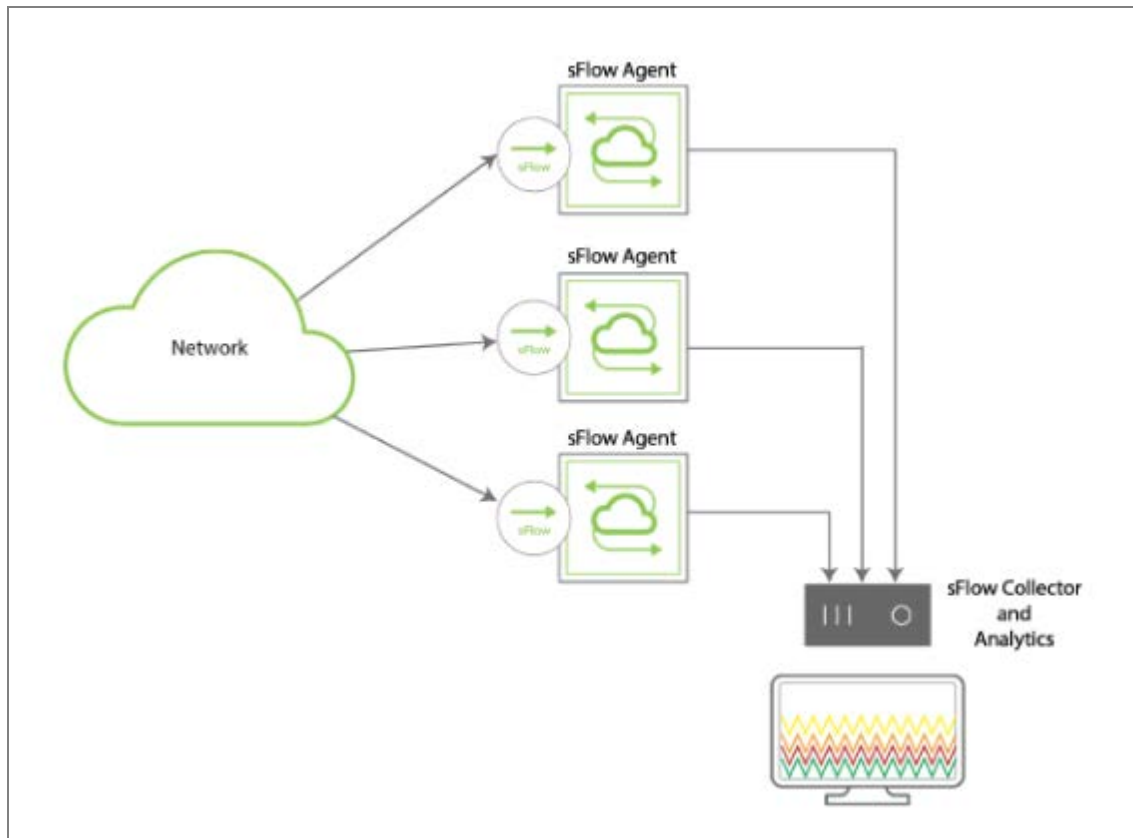 sFlow Agent
sFlow
sFlow Agent
Network
sFlow
sFlow Agent
sFlow
sFlow Collector
and
Analytics